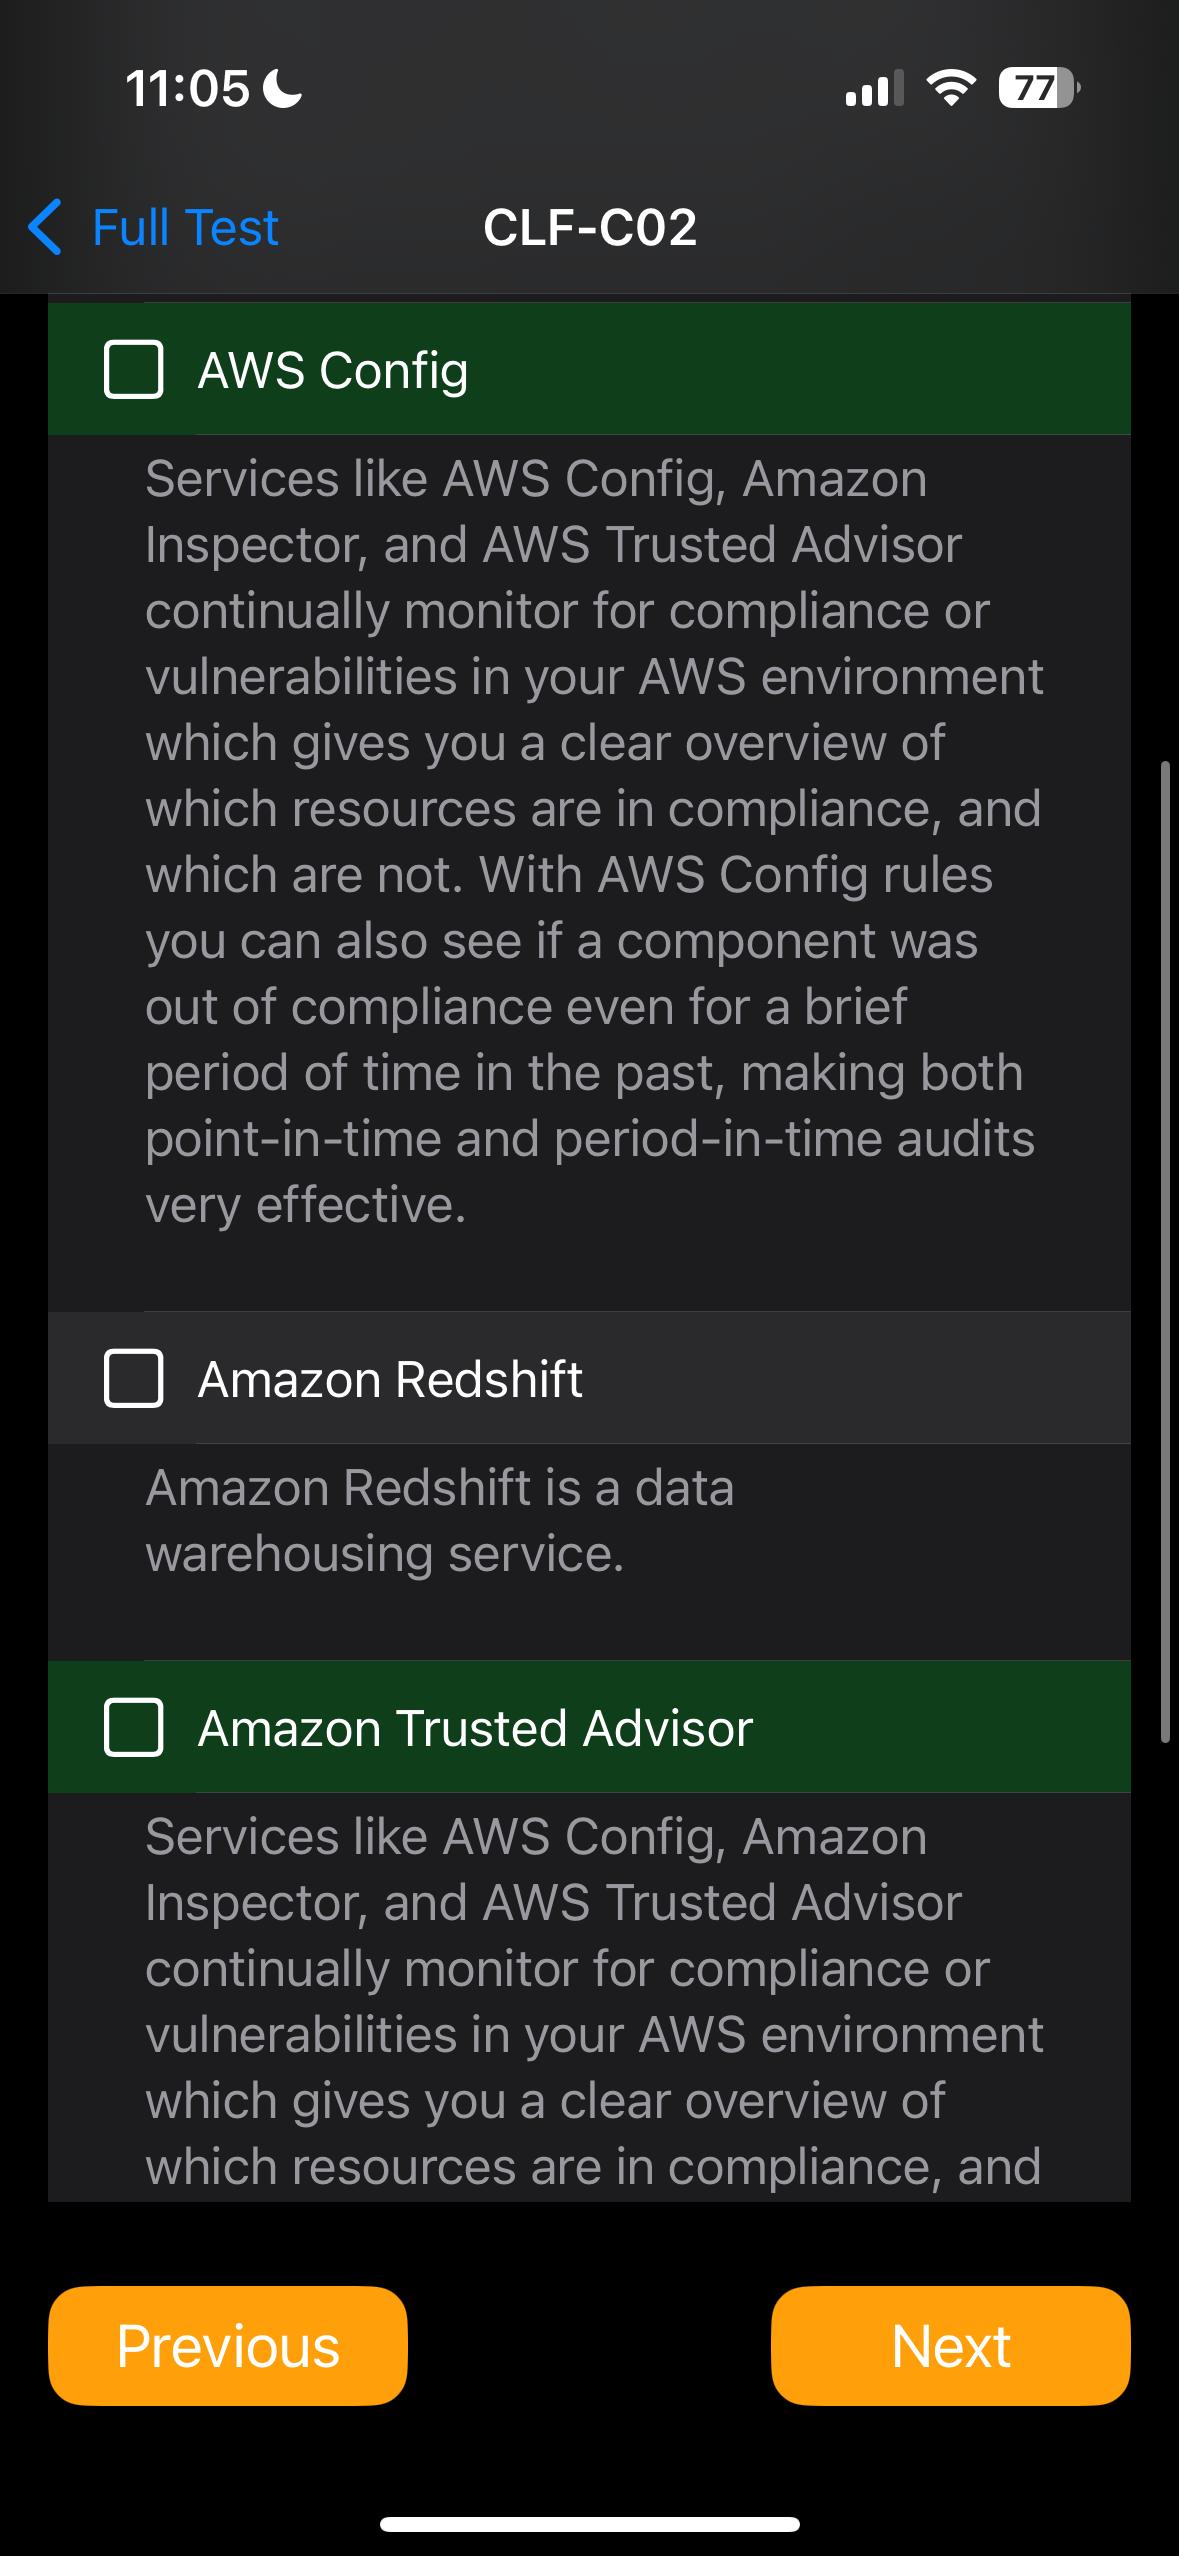 11:05
77
Full Test
CLF-C02
AWS Config
Services like AWS Config, Amazon
Inspector, and AWS Trusted Advisor
continually monitor for compliance or
vulnerabilities in your AWS environment
which gives you a clear overview of
which resources are in compliance, and
which are not. With AWS Config rules
you can also see if a component was
out of compliance even for a brief
period of time in the past, making both
point-in-time and period-in-time audits
very effective.
Amazon Redshift
Amazon Redshift is a data
warehousing service.
Amazon Trusted Advisor
Services like AWS Config, Amazon
Inspector, and AWS Trusted Advisor
continually monitor for compliance or
vulnerabilities in your AWS environment
which gives you a clear overview of
which resources are in compliance, and
Previous
Next